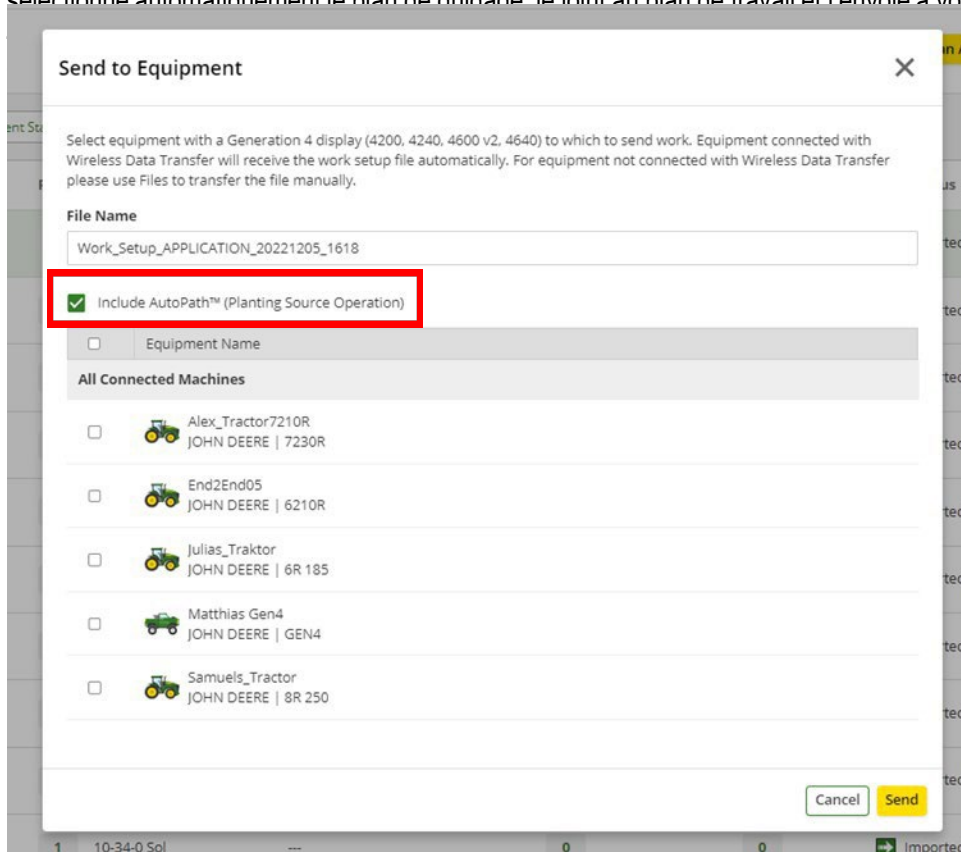 Send to Equipment
Select equipment with a Generation 4 display (4200, 4240, 4600 v2, 4640) to which to send work. Equipment connected with
Wireless Data Transfer will receive the work setup file automatically. For equipment not connected with Wireless Data Transfer
please use Files to transfer the file manually.
File Name
Work_Setup_APPLICATION_20221205_1618
Include AutoPath™ (Planting Source Operation)
Equipment Name
All Connected Machines
Alex_Tractor7210R
JOHN DEERE | 7230R
End2End05
JOHN DEERE | 6210R
Julias_Traktor
JOHN DEERE | 6R 185
Matthias Gen4
JOHN DEERE | GEN4
Samuels_Tractor
JOHN DEERE | 8R 250
Cancel Send
1 10-34-0 Sol --- 0 0 Imported